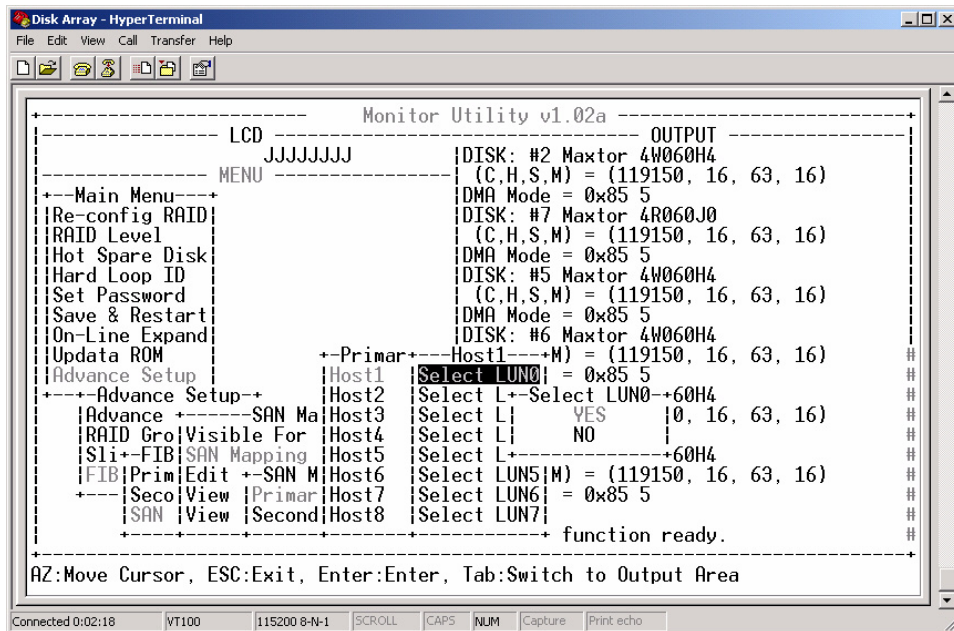 Disk Array - HyperTerminal
File Edit View Call Transfer Help
+-------------------------- Monitor Utility v1.02a -----------------------------+
|----------------- LCD ------------------------------------ OUTPUT -----------------|
| JJJJJJJJ |DISK: #2 Maxtor 4W060H4
|--------------- MENU ------------------| (C,H,S,M) = (119150, 16, 63, 16)
|+--Main Menu---+ |DMA Mode = 0x85 5
||Re-config RAID| |DISK: #7 Maxtor 4R060J0
||RAID Level | | (C,H,S,M) = (119150, 16, 63, 16)
||Hot Spare Disk| |DMA Mode = 0x85 5
||Hard Loop ID | |DISK: #5 Maxtor 4W060H4
||Set Password | | (C,H,S,M) = (119150, 16, 63, 16)
||Save & Restart| |DMA Mode = 0x85 5
||On-Line Expand| |DISK: #6 Maxtor 4W060H4
||Updata ROM | +-Primar+---Host1---+M) = (119150, 16, 63, 16) #
||Advance Setup | |Host1 |Select LUN0| = 0x85 5 #
|+---+-Advance Setup-+ |Host2 |Select L+-Select LUN0-+60H4 #
| |Advance +------SAN Ma|Host3 |Select L| YES |0, 16, 63, 16) #
| |RAID Gro|Visible For |Host4 |Select L| NO | #
| |Sli+-FIB|SAN Mapping |Host5 |Select L+-------------+60H4 #
| |FIB|Prim|Edit +-SAN M|Host6 |Select LUN5|M) = (119150, 16, 63, 16) #
| +---|Seco|View |Primar|Host7 |Select LUN6| = 0x85 5 #
| |SAN |View |Second|Host8 |Select LUN7| #
| +----+-----+------+-------+-----------+ function ready. #
+-------------------------------------------------------------------------------+
AZ:Move Cursor, ESC:Exit, Enter:Enter, Tab:Switch to Output Area
Connected 0:02:18 VT100 115200 8-N-1 SCROLL CAPS NUM Capture Print echo